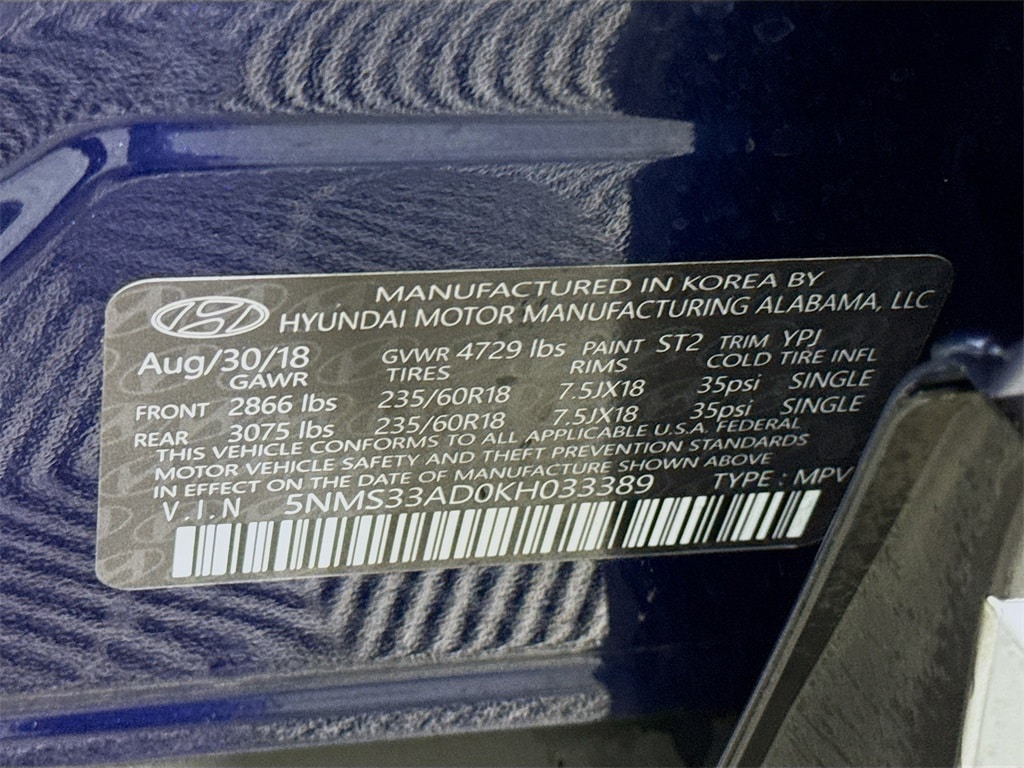 MANUFACTURED IN KOREA BY
HYUNDAI MOTOR MANUFACTURING ALABAMA, LLC
Aug/30/18 GVWR 4729 lbs PAINT ST2 TRIM YPJ
GAWR TIRES RIMS COLD TIRE INFL
FRONT 2866 lbs 235/60R18 7.5JX18 35psi SINGLE
REAR 3075 lbs 235/60R18 7.5JX18 35psi SINGLE
THIS VEHICLE CONFORMS TO ALL APPLICABLE U.S.A. FEDERAL
MOTOR VEHICLE SAFETY AND THEFT PREVENTION STANDARDS
IN EFFECT ON THE DATE OF MANUFACTURE SHOWN ABOVE
V.I.N 5NMS33AD0KH033389 TYPE : MPV